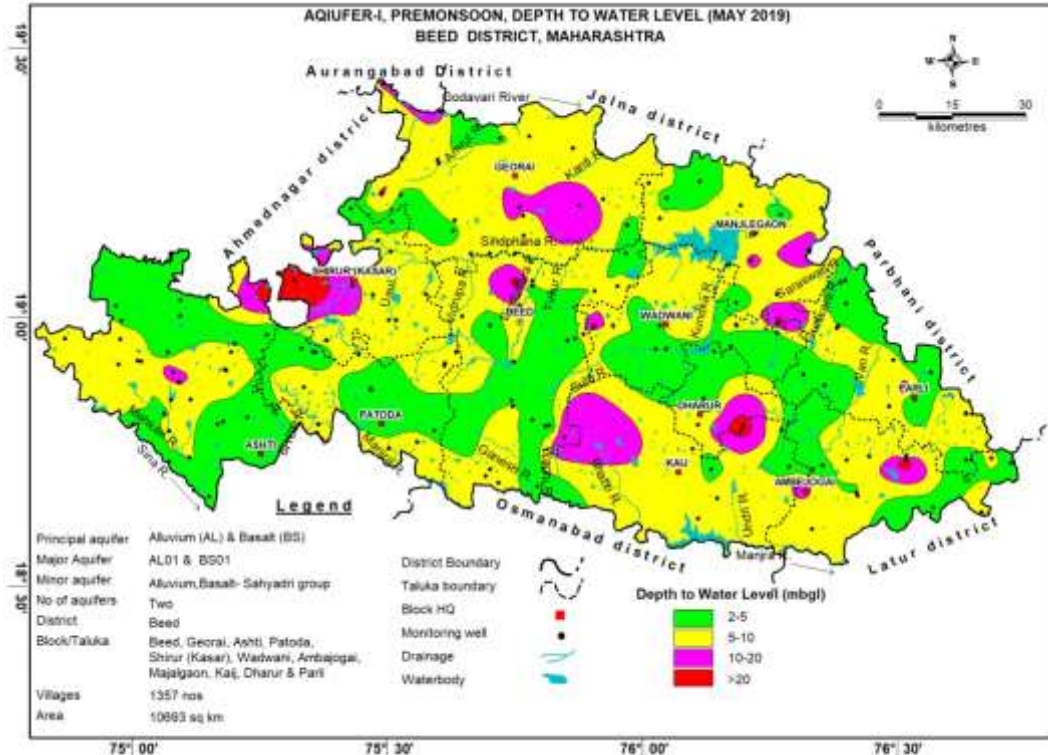 AQIUFER-I, PREMONSOON, DEPTH TO WATER LEVEL (MAY 2019)
BEED DISTRICT, MAHARASHTRA
19° 30'
N
W E
S
0 15 30
kilometres
Aurangabad District
Godavari River
Jalna district
Ahmednagar district
GEORAI
MANJLEGAON
Sindphana R.
SHIRUR (KASAR)
Parbhani district
19° 00'
BEED
WADWANI
Kundlika R.
PARLI
DHARUR
PATODA
ASHTI
Sina R.
KAIJ
AMBEJOGAI
Undri R.
Manjra R.
Osmanabad district
Latur district
18° 30'
Legend
Principal aquifer Alluvium (AL) & Basalt (BS)
Major Aquifer AL01 & BS01
Minor aquifer Alluvium,Basalt- Sahyadri group
No of aquifers Two
District Beed
Block/Taluka Beed, Georai, Ashti, Patoda,
Shirur (Kasar), Wadwani, Ambajogai,
Majalgaon, Kaij, Dharur & Parli
Villages 1357 nos
Area 10693 sq km
District Boundary
Taluka boundary
Block HQ
Monitoring well
Drainage
Waterbody
Depth to Water Level (mbgl)
2-5
5-10
10-20
>20
75° 00' 75° 30' 76° 00' 76° 30'